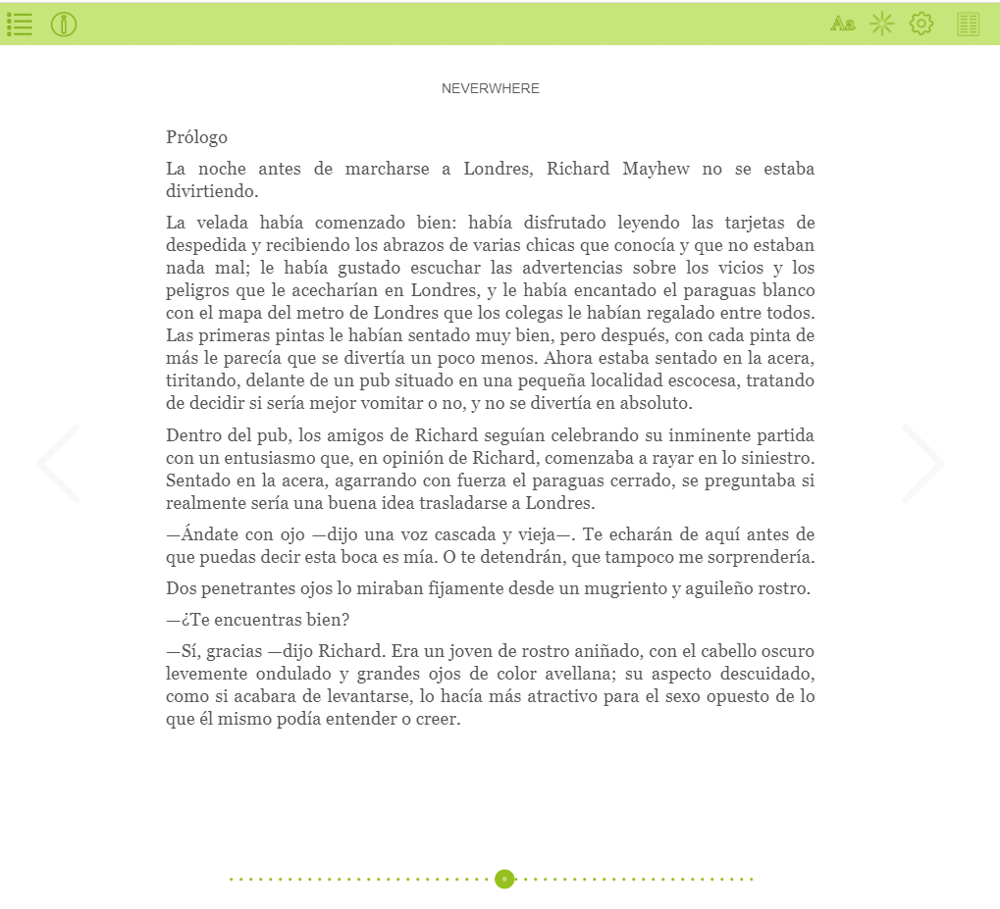 Aa
NEVERWHERE
Prólogo
La noche antes de marcharse a Londres, Richard Mayhew no se estaba
divirtiendo.
La velada había comenzado bien: había disfrutado leyendo las tarjetas de
despedida y recibiendo los abrazos de varias chicas que conocía y que no estaban
nada mal; le había gustado escuchar las advertencias sobre los vicios y los
peligros que le acecharían en Londres, y le había encantado el paraguas blanco
con el mapa del metro de Londres que los colegas le habían regalado entre todos.
Las primeras pintas le habían sentado muy bien, pero después, con cada pinta de
más le parecía que se divertía un poco menos. Ahora estaba sentado en la acera,
tiritando, delante de un pub situado en una pequeña localidad escocesa, tratando
de decidir si sería mejor vomitar o no, y no se divertía en absoluto.
Dentro del pub, los amigos de Richard seguían celebrando su inminente partida
con un entusiasmo que, en opinión de Richard, comenzaba a rayar en lo siniestro.
Sentado en la acera, agarrando con fuerza el paraguas cerrado, se preguntaba si
realmente sería una buena idea trasladarse a Londres.
—Ándate con ojo —dijo una voz cascada y vieja—. Te echarán de aquí antes de
que puedas decir esta boca es mía. O te detendrán, que tampoco me sorprendería.
Dos penetrantes ojos lo miraban fijamente desde un mugriento y aguileño rostro.
—¿Te encuentras bien?
—Sí, gracias —dijo Richard. Era un joven de rostro aniñado, con el cabello oscuro
levemente ondulado y grandes ojos de color avellana; su aspecto descuidado,
como si acabara de levantarse, lo hacía más atractivo para el sexo opuesto de lo
que él mismo podía entender o creer.